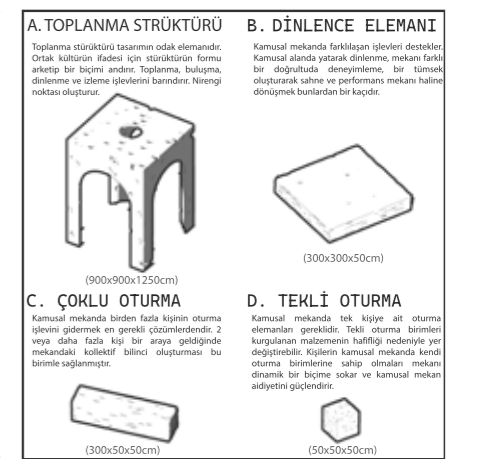 A. TOPLANMA STRÜKTÜRÜ
Toplanma stürüktürü tasarımın odak elemanıdır.
Ortak kültürün ifadesi için stürüktürün formu
arketip bir biçimi andırır. Toplanma, buluşma,
dinlenme ve izleme işlevlerini barındırır. Nirengi
noktası oluşturur.
(900x900x1250cm)
B. DİNLENCE ELEMANI
Kamusal mekanda farklılaşan işlevleri destekler.
Kamusal alanda yatarak dinlenme, mekanı farklı
bir doğrultuda deneyimleme, bir tümsek
oluşturarak sahne ve performans mekanı haline
dönüşmek bunlardan bir kaçıdır.
(300x300x50cm)
C. ÇOKLU OTURMA
Kamusal mekanda birden fazla kişinin oturma
işlevini gidermek en gerekli çözümlerdendir. 2
veya daha fazla kişi bir araya geldiğinde
mekandaki kollektif bilinci oluşturması bu
birimle sağlanmıştır.
(300x50x50cm)
D. TEKLİ OTURMA
Kamusal mekanda tek kişiye ait oturma
elemanları gereklidir. Tekli oturma birimleri
kurgulanan malzemenin hafifliği nedeniyle yer
değiştirebilir. Kişilerin kamusal mekanda kendi
oturma birimlerine sahip olmaları mekanı
dinamik bir biçime sokar ve kamusal mekan
aidiyetini güçlendirir.
(50x50x50cm)